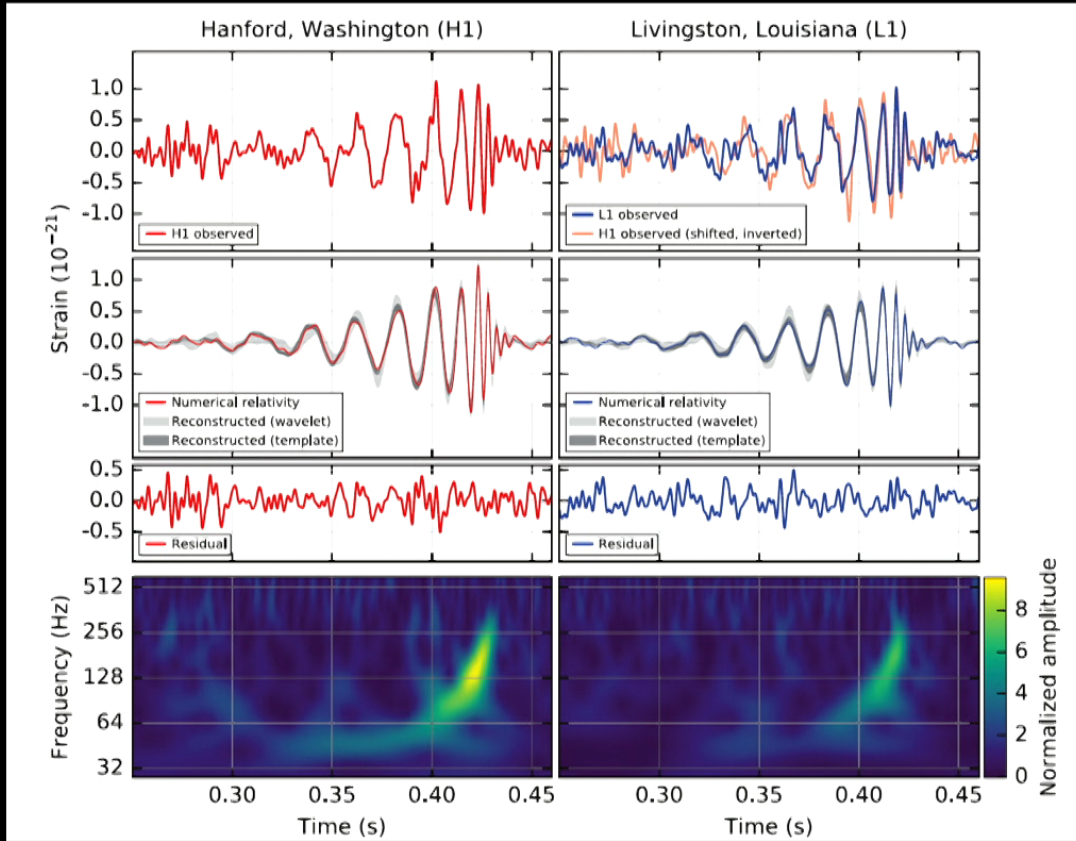 Hanford, Washington (H1)
Livingston, Louisiana (L1)
Strain (10⁻²¹)
1.0
0.5
0.0
-0.5
-1.0
H1 observed
L1 observed
H1 observed (shifted, inverted)
1.0
0.5
0.0
-0.5
-1.0
Numerical relativity
Reconstructed (wavelet)
Reconstructed (template)
Numerical relativity
Reconstructed (wavelet)
Reconstructed (template)
0.5
0.0
-0.5
Residual
Residual
Frequency (Hz)
512
256
128
64
32
Normalized amplitude
8
6
4
2
0
0.30 0.35 0.40 0.45
0.30 0.35 0.40 0.45
Time (s)
Time (s)